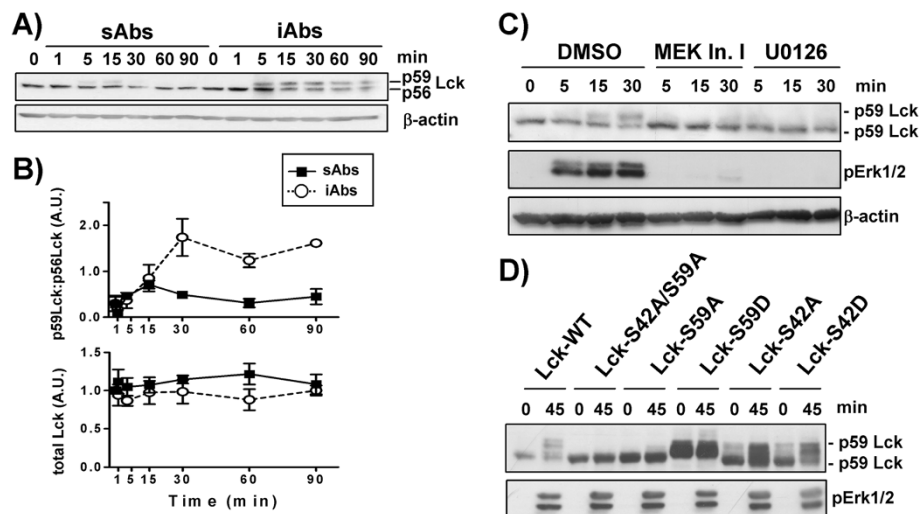 A)
sAbs iAbs
0 1 5 15 30 60 90 1 5 15 30 60 90 min
p59
p56 Lck
β-actin
B)
sAbs
iAbs
p59Lck:p56Lck (A.U.)
2.0
1.0
0.0
1 5 15 30 60 90
total Lck (A.U.)
1.5
1.0
0.5
0.0
1 5 15 30 60 90
Time (min)
C)
DMSO MEK In. I U0126
0 5 15 30 5 15 30 5 15 30 min
- p59 Lck
- p59 Lck
pErk1/2
β-actin
D)
Lck-WT
Lck-S42A/S59A
Lck-S59A
Lck-S59D
Lck-S42A
Lck-S42D
0 45 0 45 0 45 0 45 0 45 0 45 min
- p59 Lck
- p59 Lck
pErk1/2